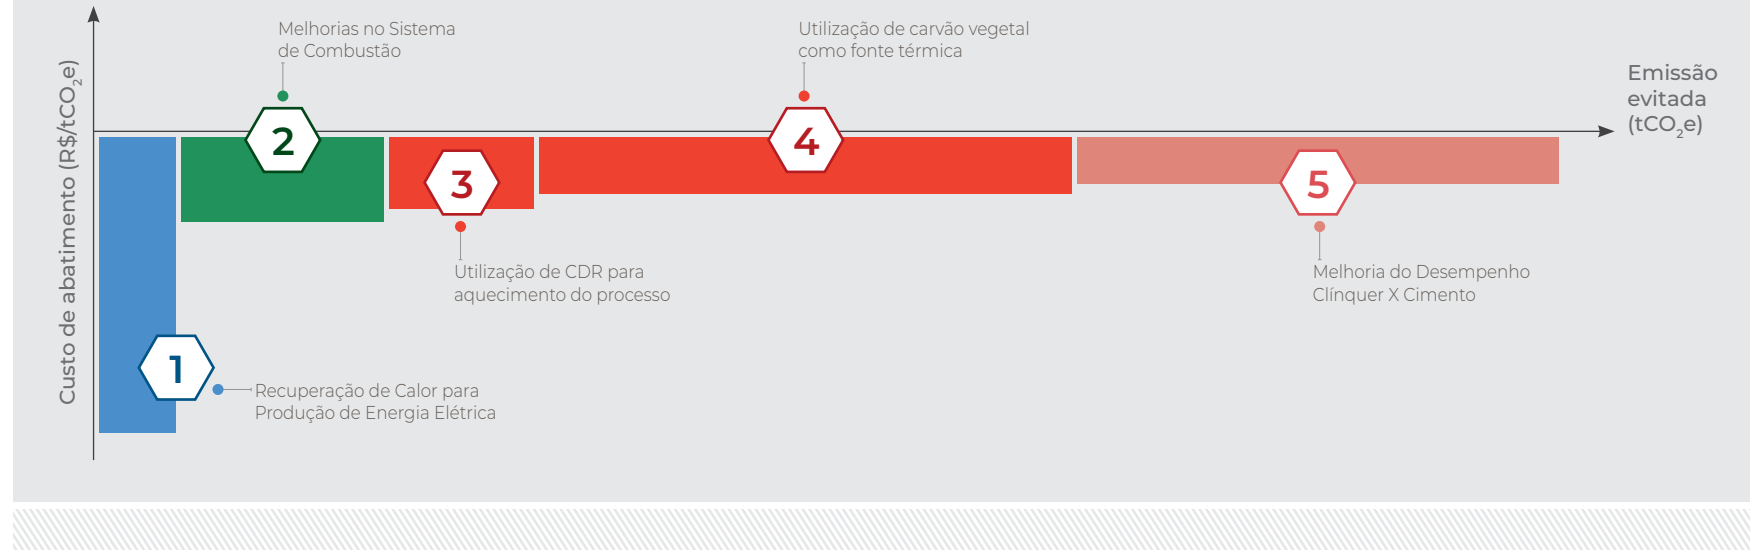 Custo de abatimento (R$/tCO₂e)
Melhorias no Sistema
de Combustão
Utilização de carvão vegetal
como fonte térmica
Emissão
evitada
(tCO₂e)
2
4
3
5
Utilização de CDR para
aquecimento do processo
Melhoria do Desempenho
Clínquer X Cimento
1
Recuperação de Calor para
Produção de Energia Elétrica